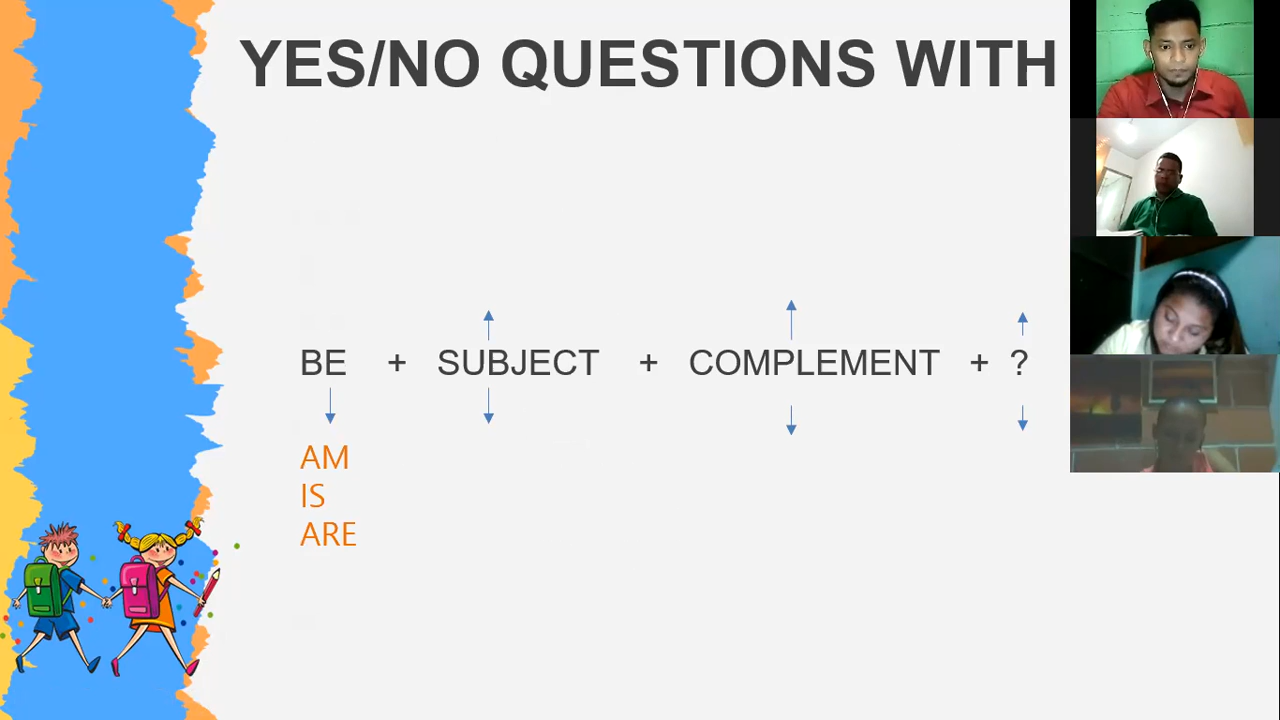 YES/NO QUESTIONS WITH
BE + SUBJECT + COMPLEMENT + ?
AM
IS
ARE